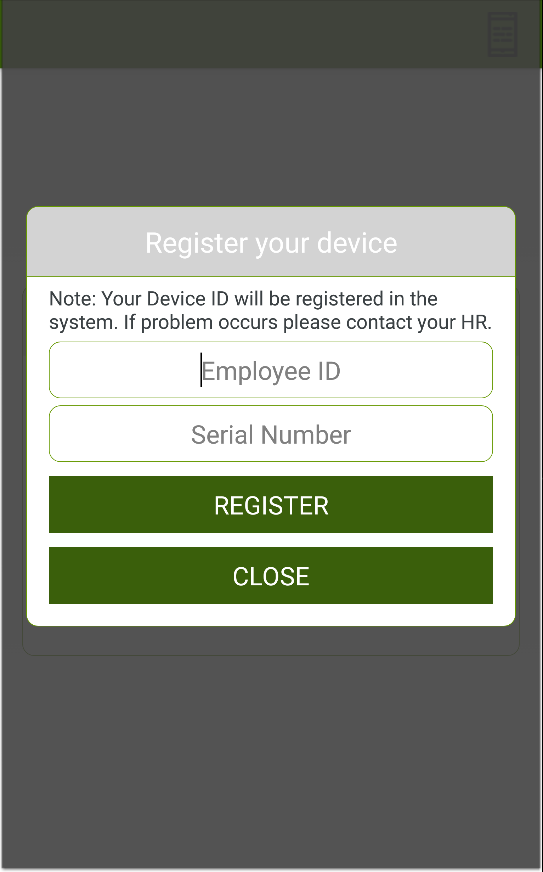 Register your device
Note: Your Device ID will be registered in the
system. If problem occurs please contact your HR.
Employee ID
Serial Number
REGISTER
CLOSE